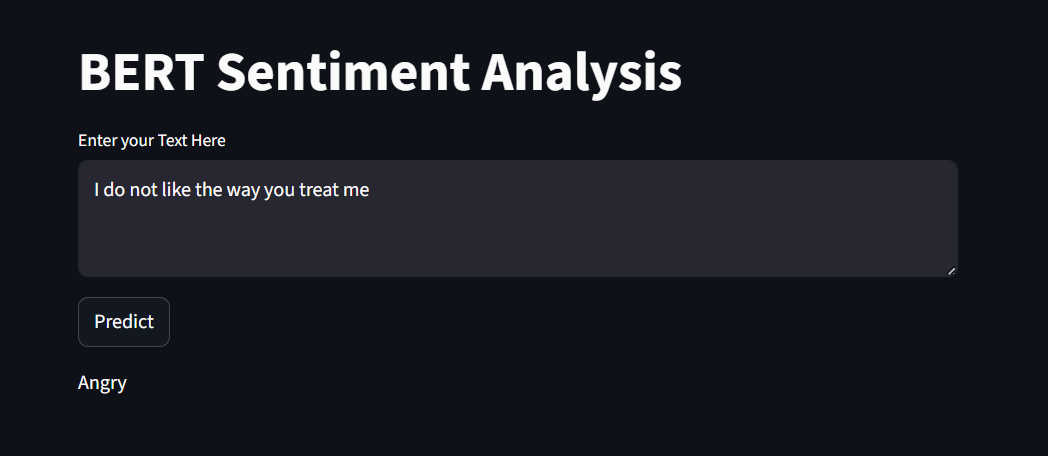 BERT Sentiment Analysis
Enter your Text Here
I do not like the way you treat me
Predict
Angry